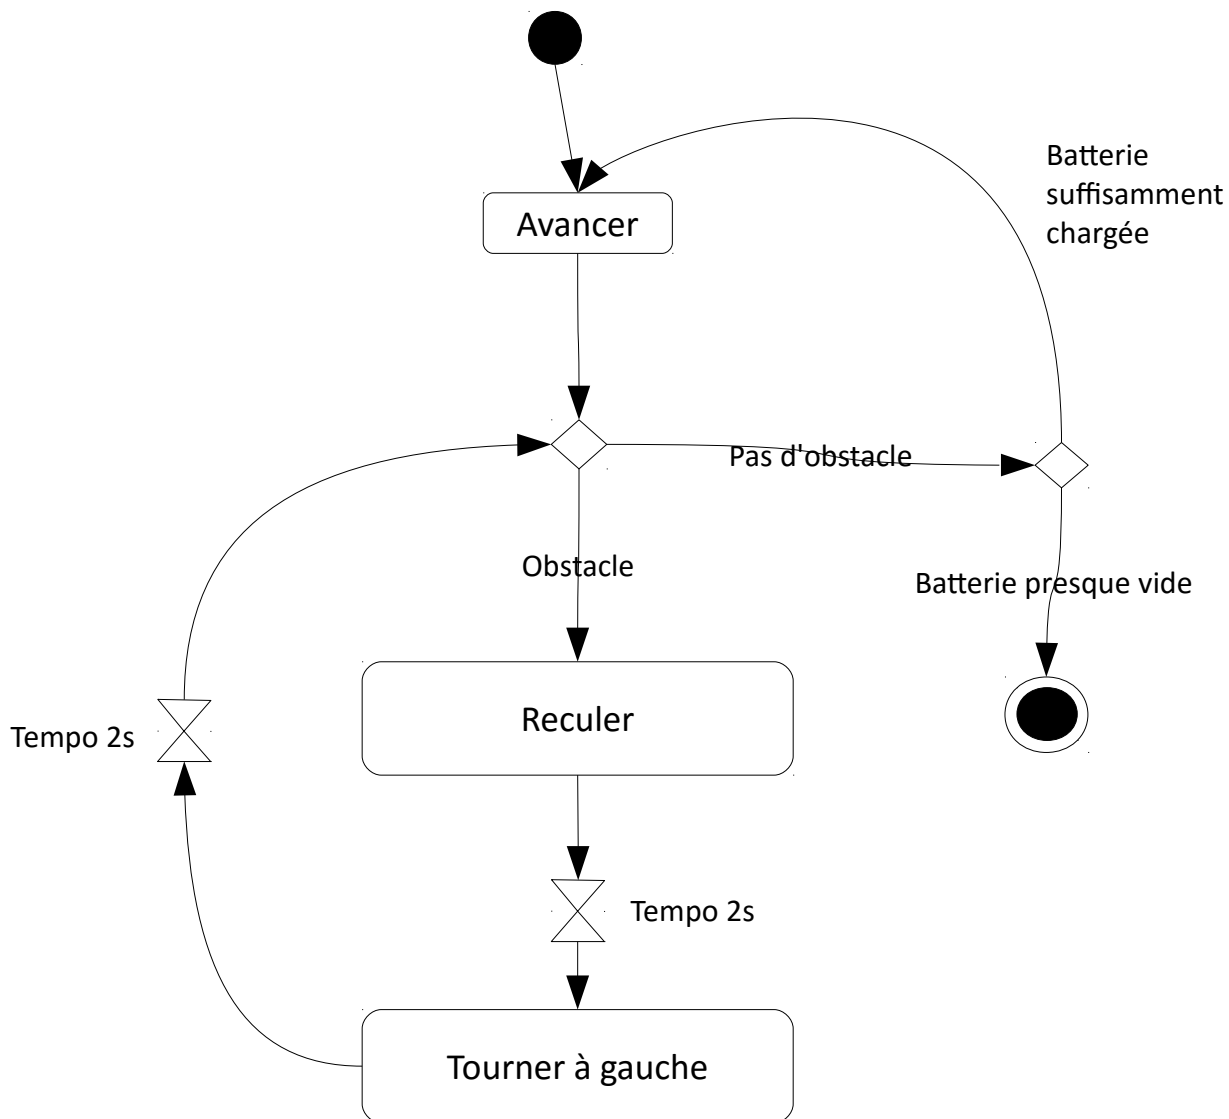 Batterie
suffisamment
chargée
Avancer
Pas d'obstacle
Obstacle
Batterie presque vide
Reculer
Tempo 2s
Tempo 2s
Tourner à gauche